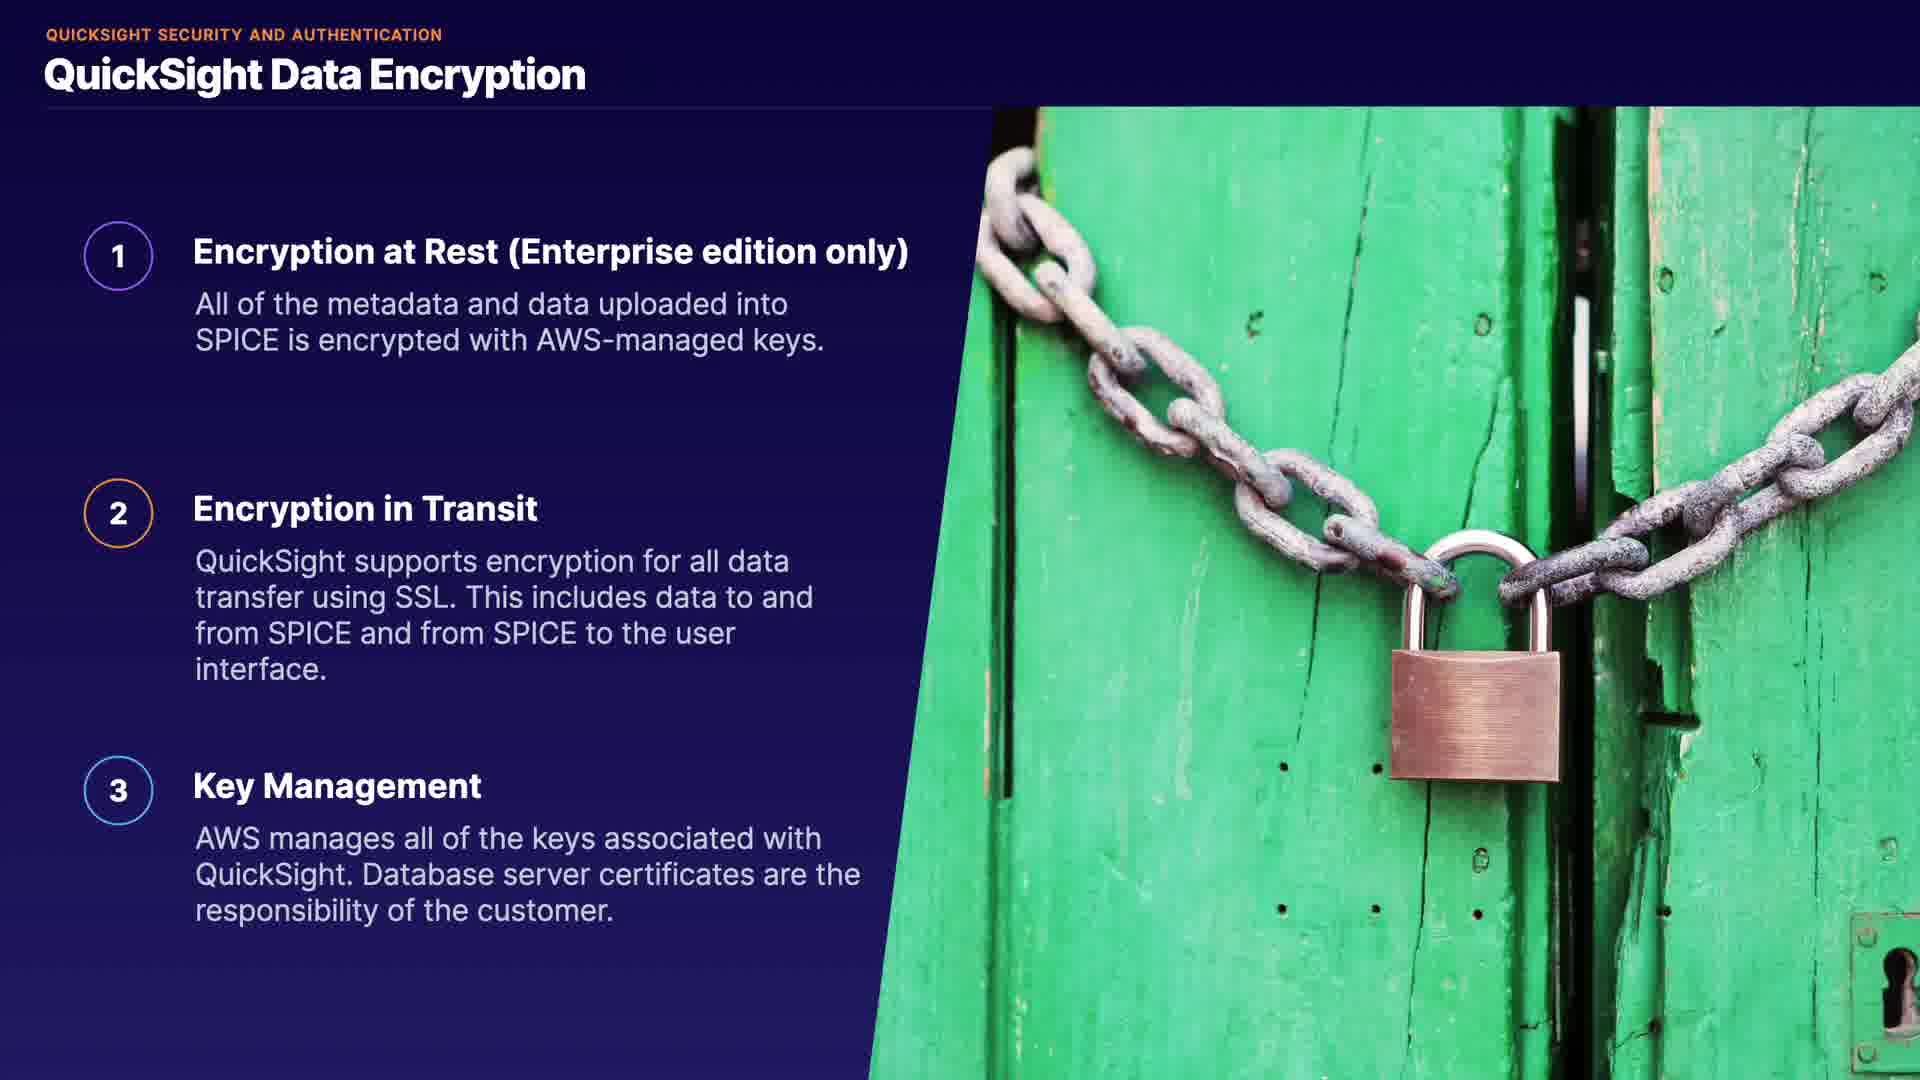 QUICKSIGHT SECURITY AND AUTHENTICATION
QuickSight Data Encryption
1
Encryption at Rest (Enterprise edition only)
All of the metadata and data uploaded into
SPICE is encrypted with AWS-managed keys.
2
Encryption in Transit
QuickSight supports encryption for all data
transfer using SSL. This includes data to and
from SPICE and from SPICE to the user
interface.
3
Key Management
AWS manages all of the keys associated with
QuickSight. Database server certificates are the
responsibility of the customer.